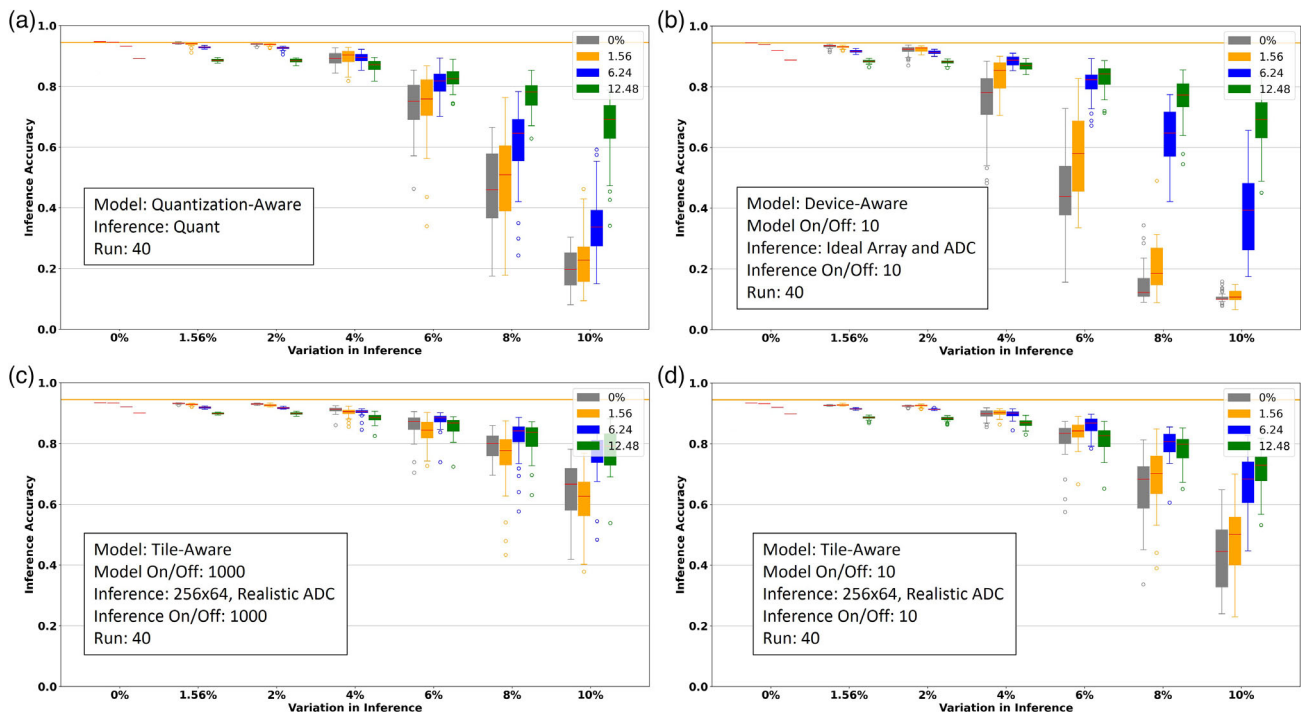 (a)
1.0
0.8
0.6
0.4
0.2
0.0
Inference Accuracy
0%
1.56
6.24
12.48
Model: Quantization-Aware
Inference: Quant
Run: 40
0% 1.56% 2% 4% 6% 8% 10%
Variation in Inference
(b)
1.0
0.8
0.6
0.4
0.2
0.0
Inference Accuracy
0%
1.56
6.24
12.48
Model: Device-Aware
Model On/Off: 10
Inference: Ideal Array and ADC
Inference On/Off: 10
Run: 40
0% 1.56% 2% 4% 6% 8% 10%
Variation in Inference
(c)
1.0
0.8
0.6
0.4
0.2
0.0
Inference Accuracy
0%
1.56
6.24
12.48
Model: Tile-Aware
Model On/Off: 1000
Inference: 256x64, Realistic ADC
Inference On/Off: 1000
Run: 40
0% 1.56% 2% 4% 6% 8% 10%
Variation in Inference
(d)
1.0
0.8
0.6
0.4
0.2
0.0
Inference Accuracy
0%
1.56
6.24
12.48
Model: Tile-Aware
Model On/Off: 10
Inference: 256x64, Realistic ADC
Inference On/Off: 10
Run: 40
0% 1.56% 2% 4% 6% 8% 10%
Variation in Inference